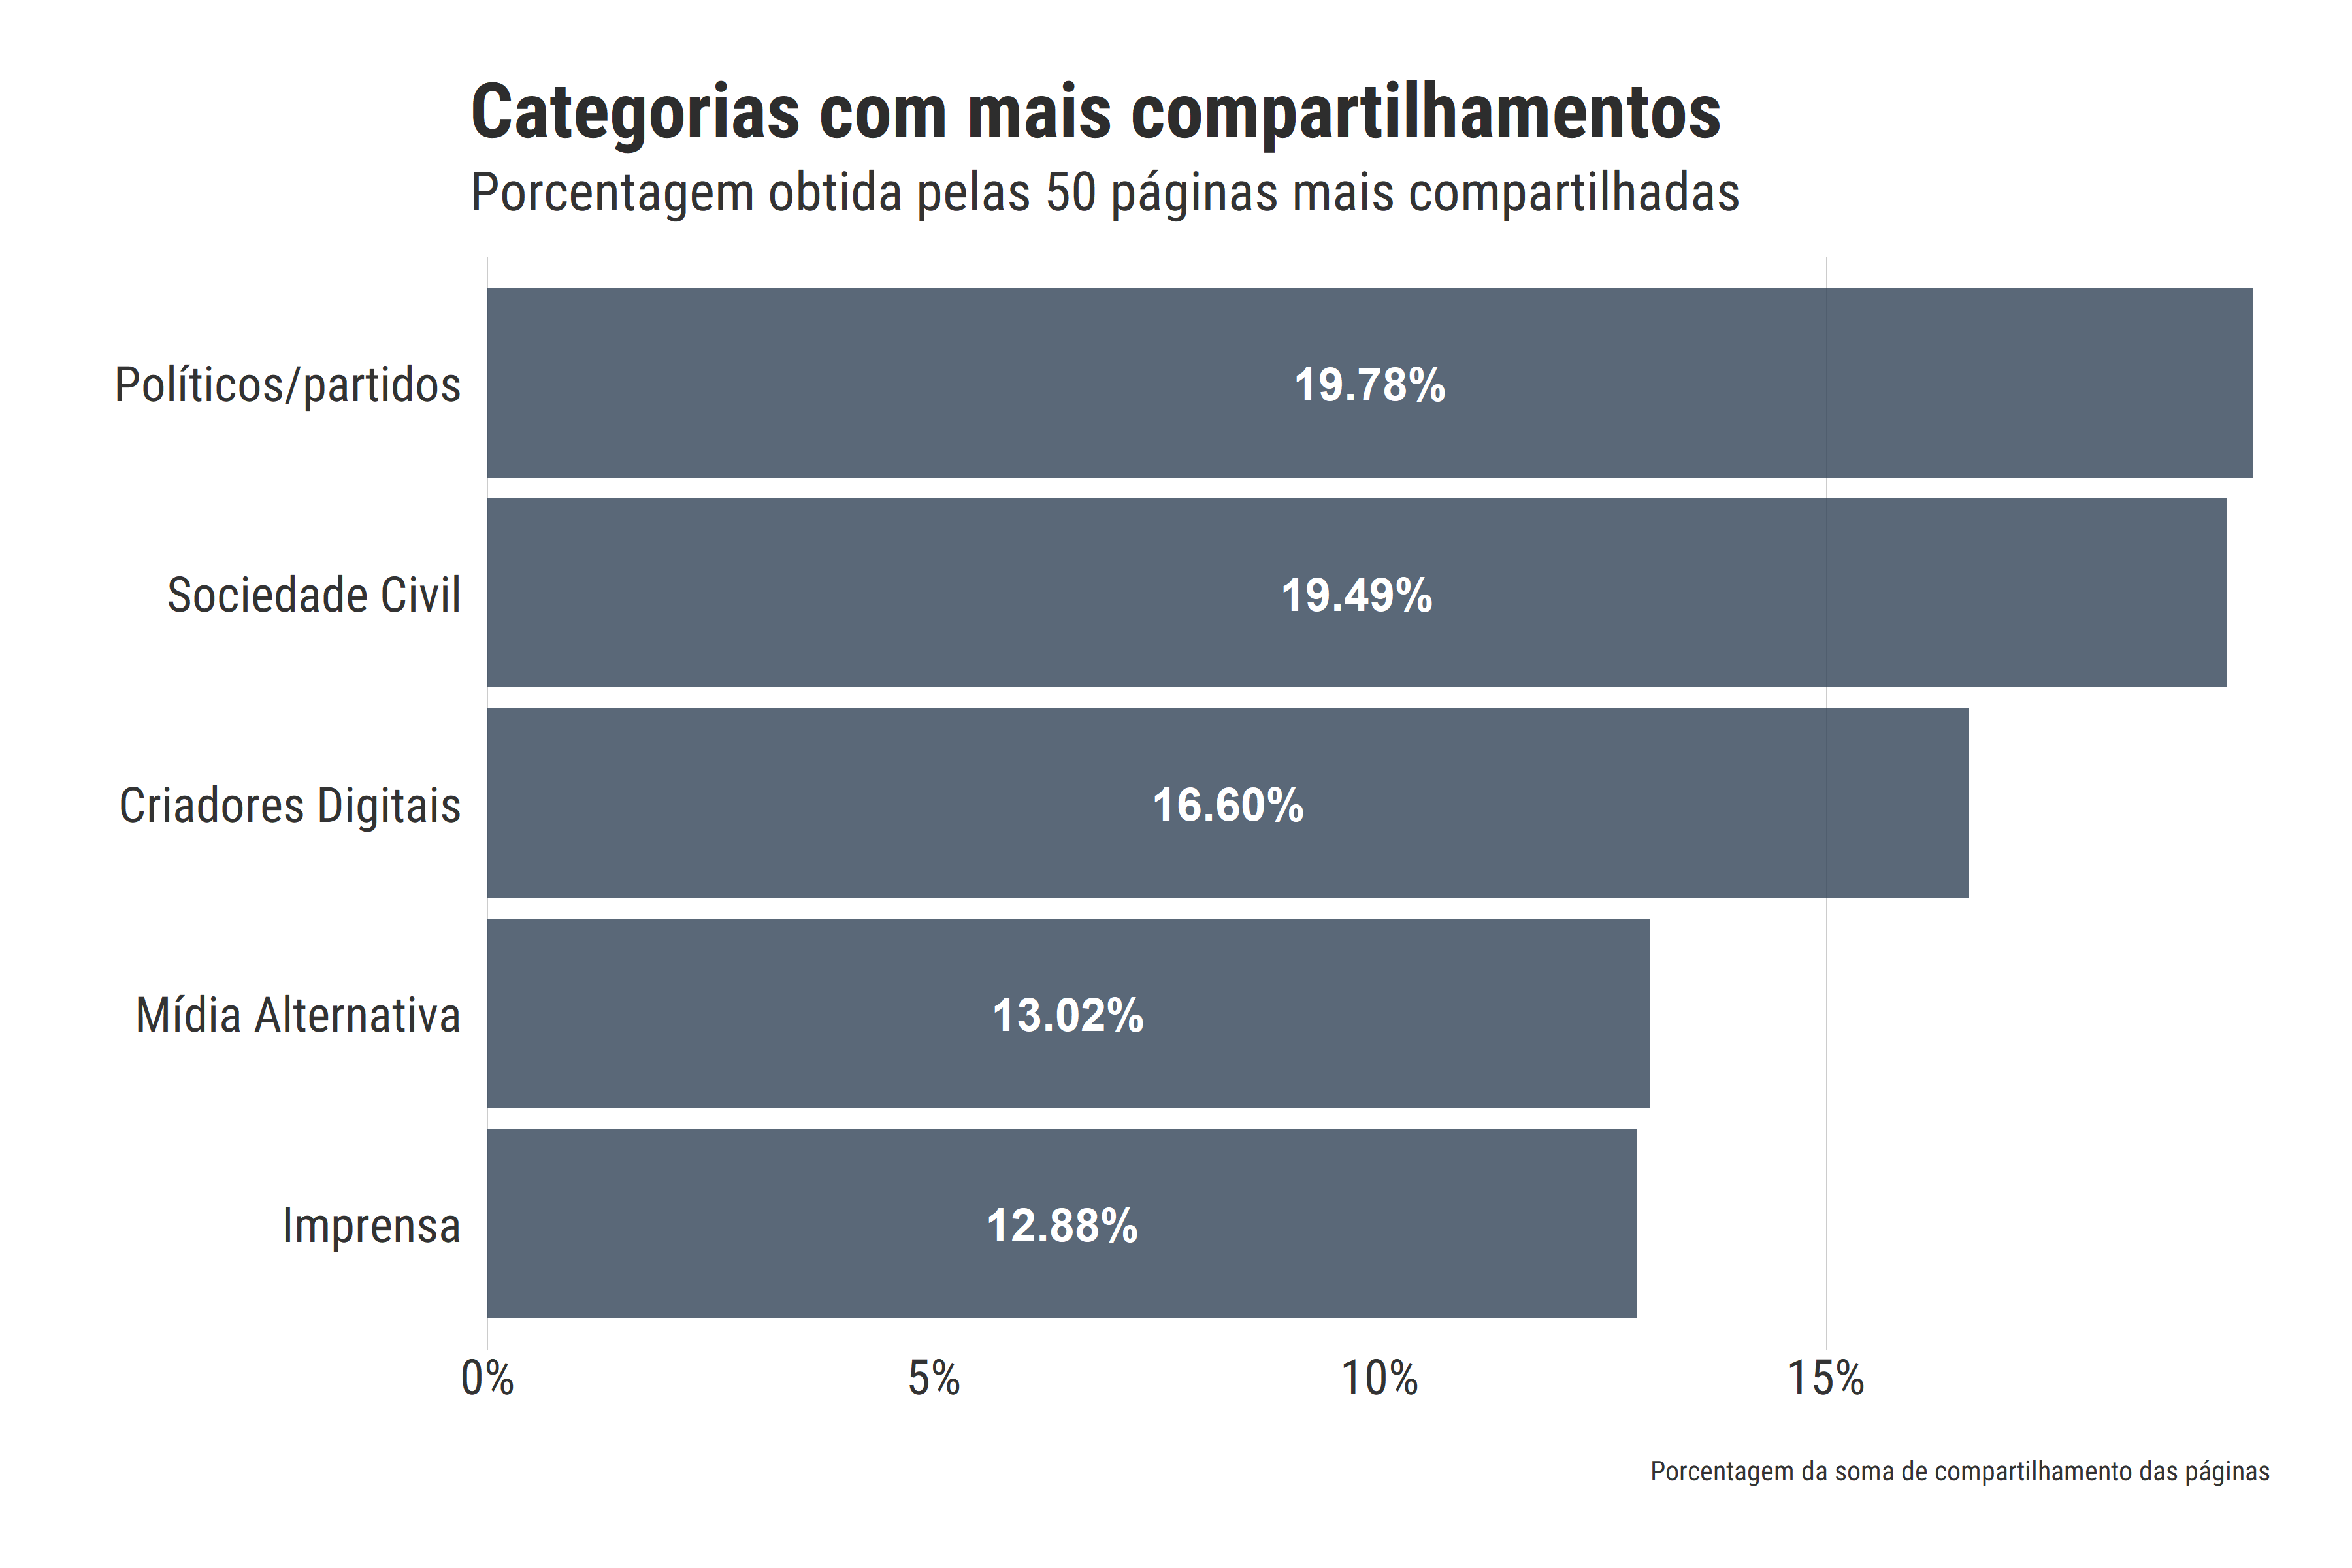 Categorias com mais compartilhamentos
Porcentagem obtida pelas 50 páginas mais compartilhadas
Políticos/partidos
19.78%
Sociedade Civil
19.49%
Criadores Digitais
16.60%
Mídia Alternativa
13.02%
Imprensa
12.88%
0%
5%
10%
15%
Porcentagem da soma de compartilhamento das páginas